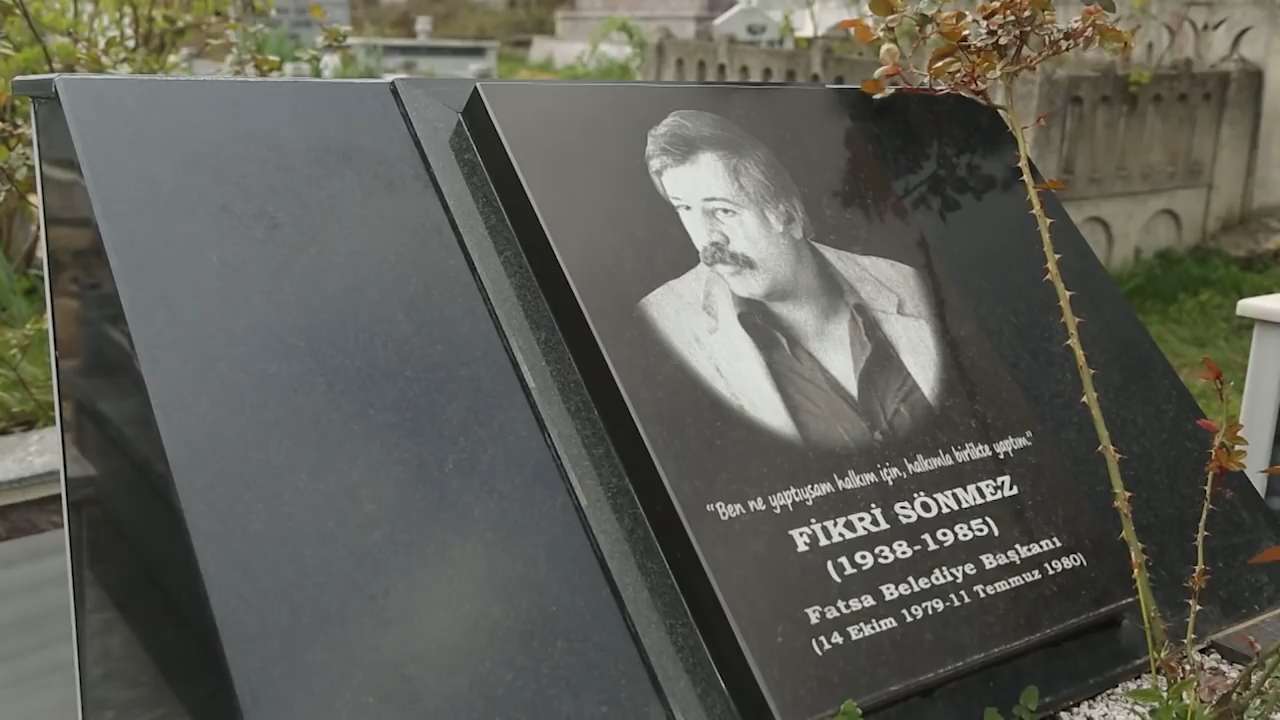 “Ben ne yaptıysam halkım için, halkımla birlikte yaptım.”
FİKRİ SÖNMEZ
(1938-1985)
Fatsa Belediye Başkanı
(14 Ekim 1979-11 Temmuz 1980)